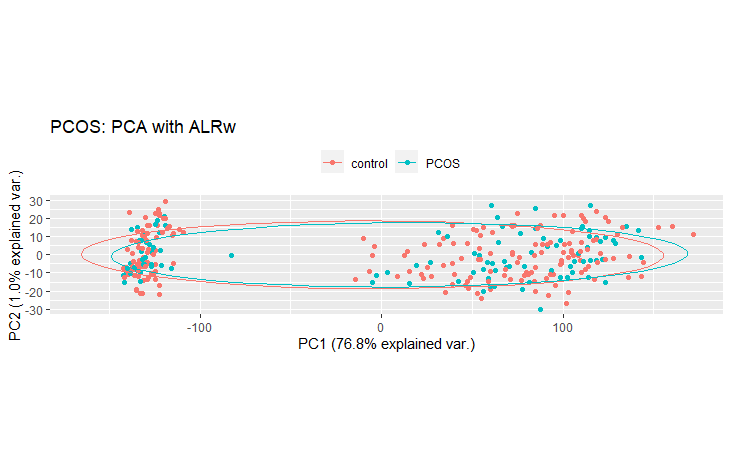 PCOS: PCA with ALRw
control PCOS
PC2 (1.0% explained var.)
30
20
10
0
-10
-20
-30
-100 0 100
PC1 (76.8% explained var.)